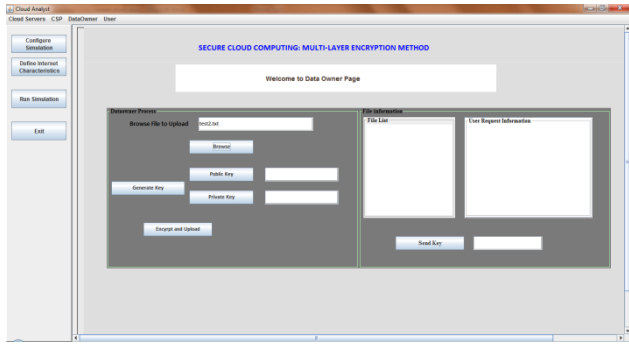 Cloud Analyst
Cloud Servers CSP DataOwner User
Configure Simulation
Define Internet Characteristics
Run Simulation
Exit
SECURE CLOUD COMPUTING: MULTI-LAYER ENCRYPTION METHOD
Welcome to Data Owner Page
Dataowner Process
Browse File to Upload test2.txt
Browse
Generate Key
Public Key
Private Key
Encyrpt and Upload
File information
File List
User Request Information
Send Key